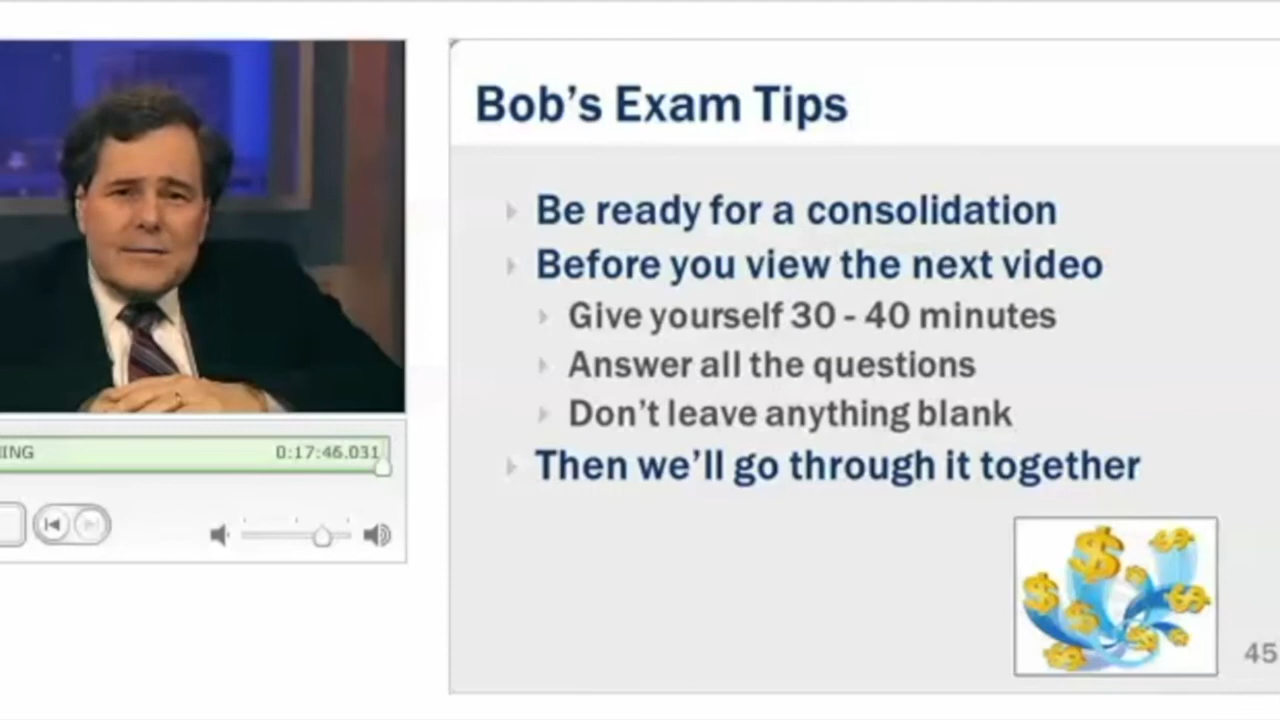 Bob's Exam Tips
Be ready for a consolidation
Before you view the next video
Give yourself 30 - 40 minutes
Answer all the questions
Don't leave anything blank
Then we'll go through it together
ING 0:17:46.031
45